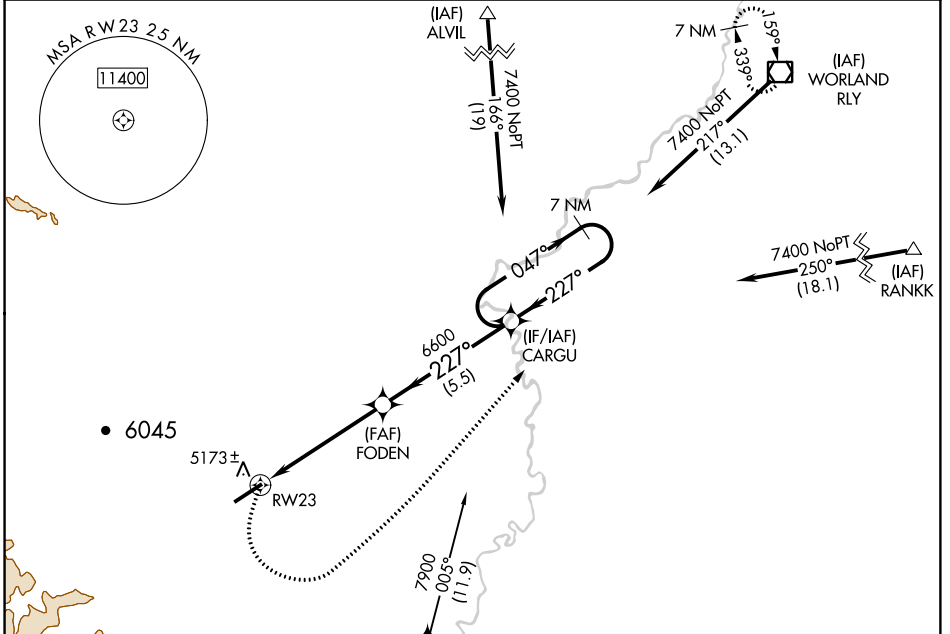 MSA RW23 25 NM
11400
(IAF)
ALVIL
7400 NoPT
166°
(19)
7 NM
159°
339°
(IAF)
WORLAND
RLY
7400 NoPT
217°
(13.1)
7 NM
047°
227°
7400 NoPT
250°
(18.1)
(IAF)
RANKK
(IF/IAF)
CARGU
6600
227°
(5.5)
(FAF)
FODEN
6045
5173±
RW23
7900
005°
(11.9)